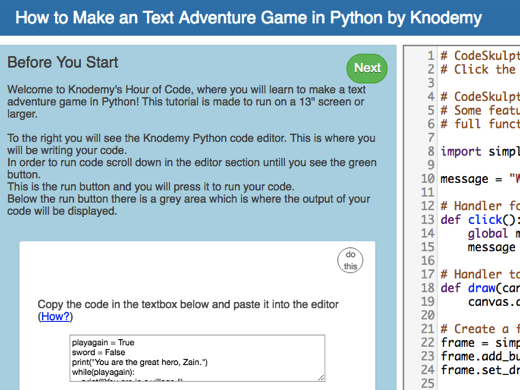 How to Make an Text Adventure Game in Python by Knodemy
Before You Start
Next
Welcome to Knodemy's Hour of Code, where you will learn to make a text
adventure game in Python! This tutorial is made to run on a 13" screen or
larger.
To the right you will see the Knodemy Python code editor. This is where you
will be writing your code.
In order to run code scroll down in the editor section untill you see the green
button.
This is the run button and you will press it to run your code.
Below the run button there is a grey area which is where the output of your
code will be displayed.
do
this
Copy the code in the textbox below and paste it into the editor
(How?)
playagain = True
sword = False
print("You are the great hero, Zain.")
while(playagain):
1 # CodeSkulpt
2 # Click the
3
4 # CodeSkulpt
5 # Some featu
6 # full funct
7
8 import simpl
9
10 message = "W
11
12 # Handler fo
13 def click():
14 global m
15 message
16
17 # Handler to
18 def draw(can
19 canvas.d
20
21 # Create a f
22 frame = simp
23 frame.add_bu
24 frame.set_dr
25